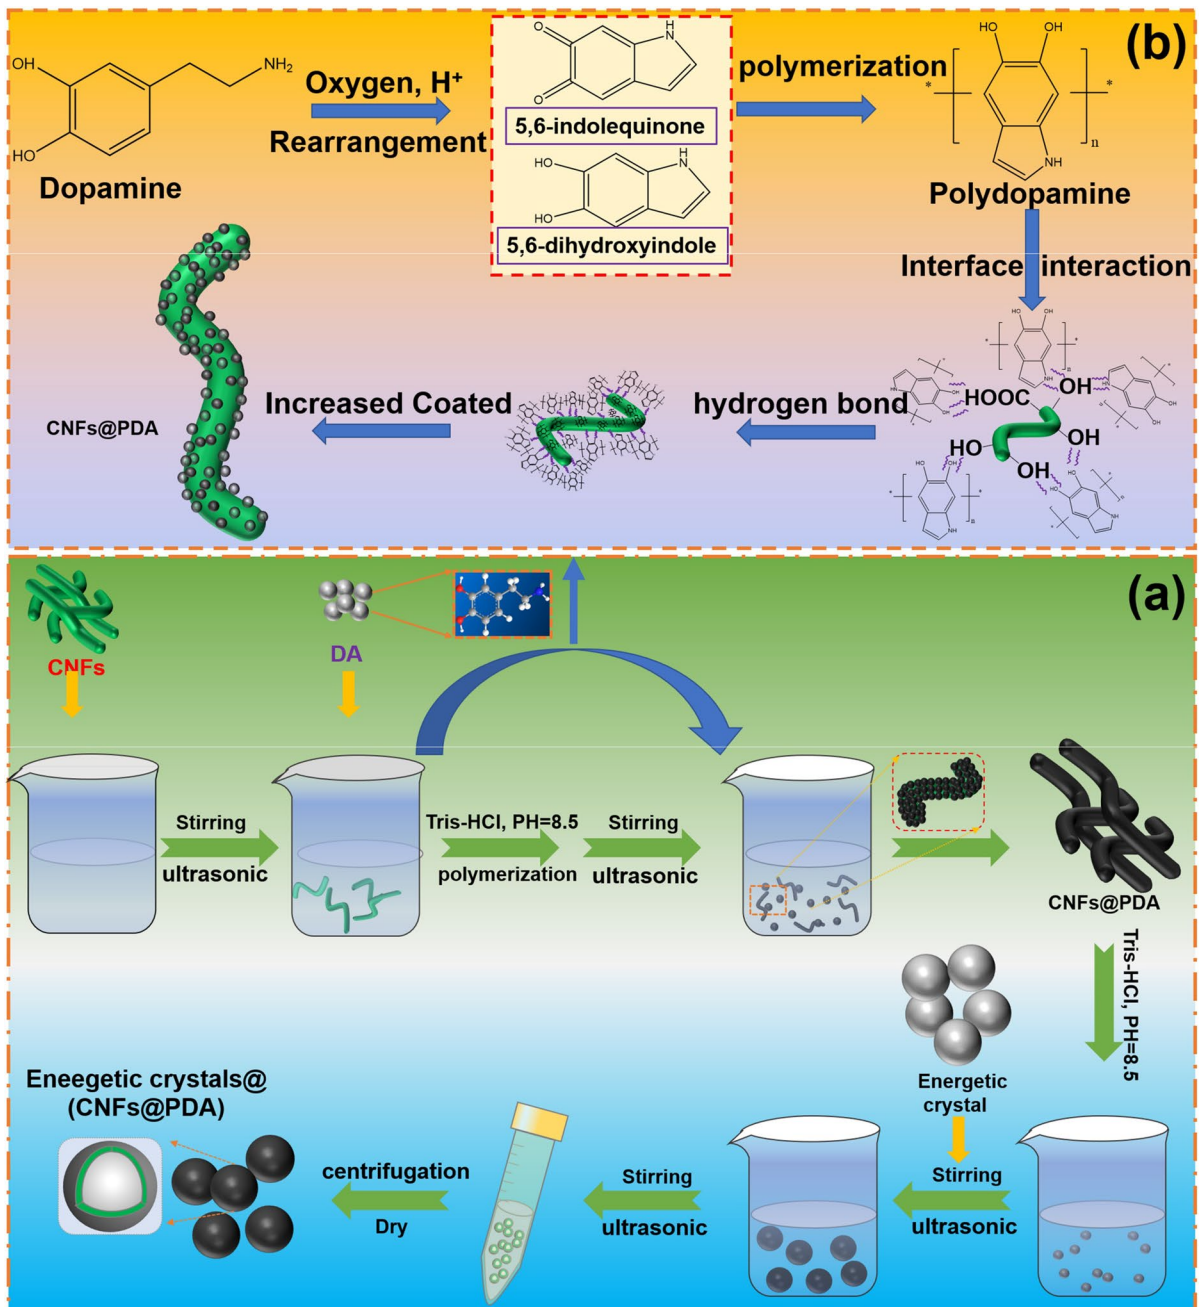 (b)
OH
HO
NH₂
Dopamine
Oxygen, H⁺
Rearrangement
O
O
H
N
5,6-indolequinone
HO
HO
H
N
5,6-dihydroxyindole
polymerization
HO
OH
*
*
n
NH
Polydopamine
Interface interaction
HOOC
OH
HO
OH
OH
hydrogen bond
Increased Coated
CNFs@PDA
(a)
CNFs
DA
Stirring
ultrasonic
Tris-HCl, PH=8.5
polymerization
Stirring
ultrasonic
CNFs@PDA
Tris-HCl, PH=8.5
Energetic
crystal
Stirring
ultrasonic
Stirring
ultrasonic
centrifugation
Dry
Eneegetic crystals@
(CNFs@PDA)